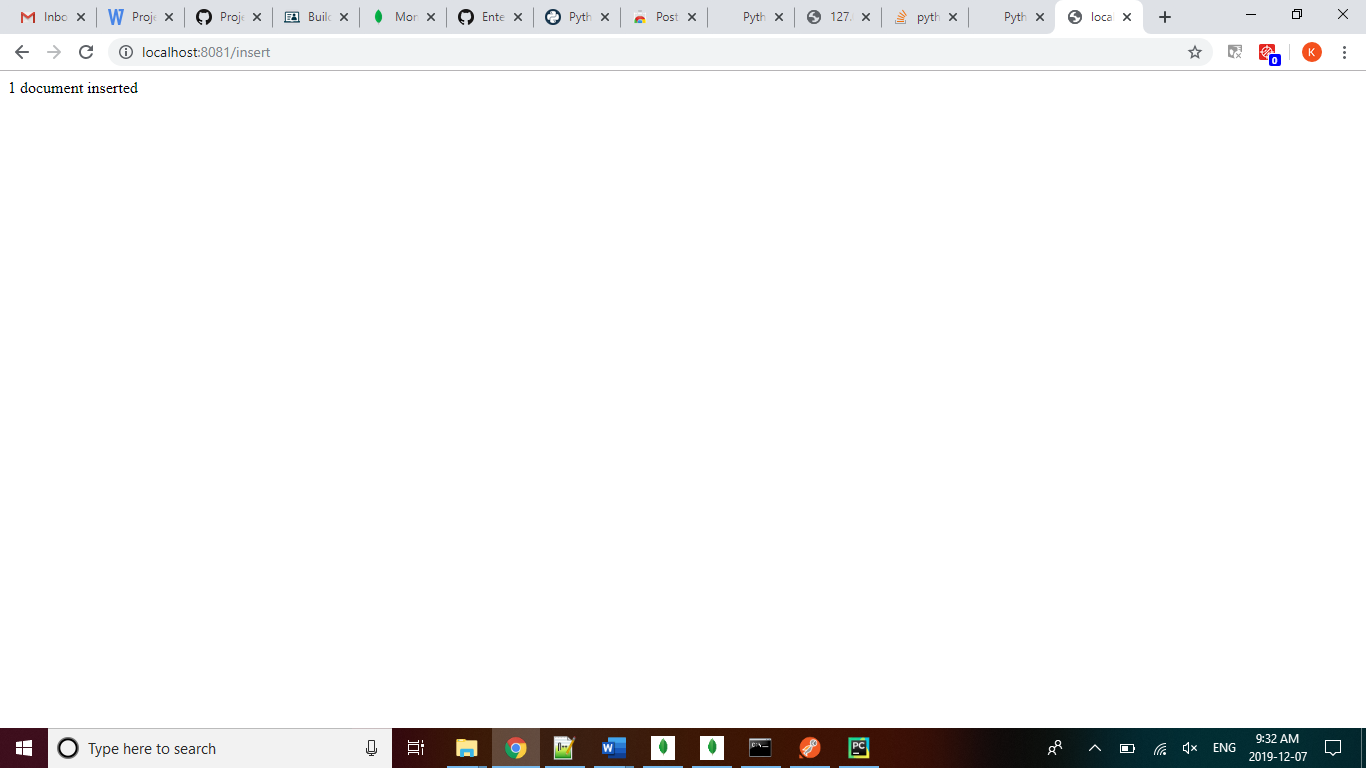 Inbo
Proje
Proje
Build
Mon
Ente
Pyth
Post
Pyth
127.
pyth
Pyth
loca
localhost:8081/insert
0
K
1 document inserted
Type here to search
ENG
9:32 AM
2019-12-07